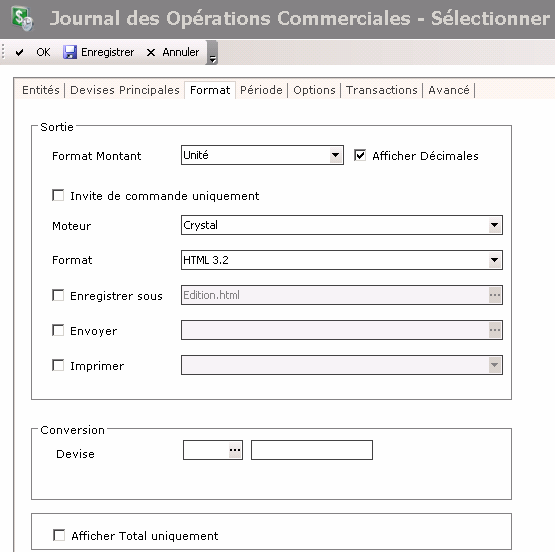 Journal des Opérations Commerciales - Sélectionner
OK Enregistrer Annuler
Entités Devises Principales Format Période Options Transactions Avancé
Sortie
Format Montant Unité Afficher Décimales
Invite de commande uniquement
Moteur Crystal
Format HTML 3.2
Enregistrer sous Edition.html ...
Envoyer ...
Imprimer
Conversion
Devise ...
Afficher Total uniquement